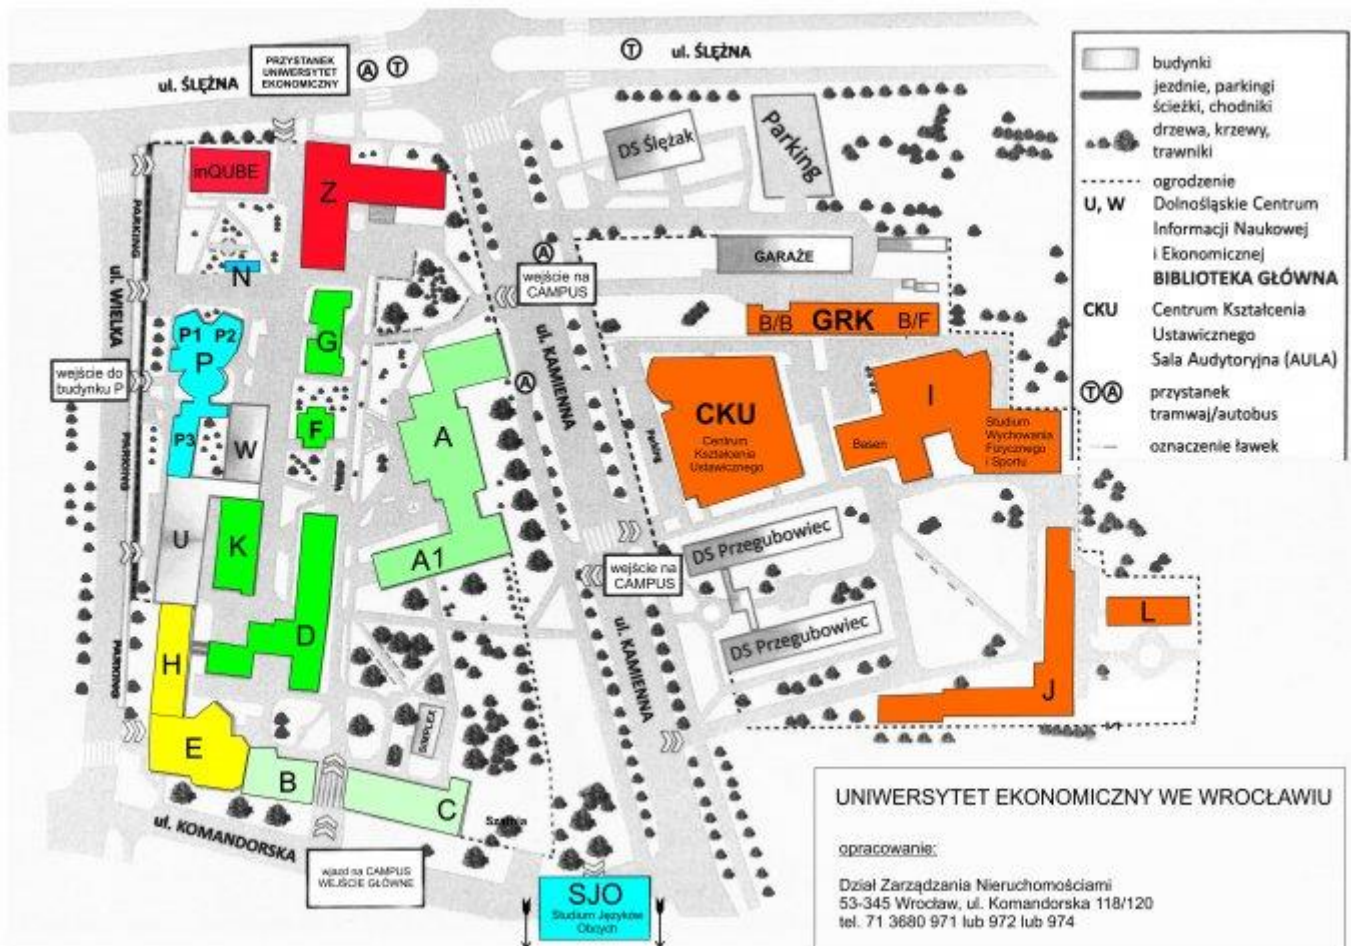 ul. ŚLĘŻNA
PRZYSTANEK
UNIWERSYTET
EKONOMICZNY
A T
T
ul. ŚLĘŻNA
inQUBE
Z
DS Ślężak
Parking
PARKING
N
ul. WIELKA
A
wejście na
CAMPUS
GARAŻE
B/B GRK B/F
P1 P2
P
G
ul. KAMIENNA
wejście do
budynku P
A
P3
W
F
A
CKU
Centrum
Kształcenia
Ustawicznego
Parking
I
Basen
Studium
Wychowania
Fizycznego
i Sportu
PARKING
U
K
A1
DS Przegubowiec
wejście na
CAMPUS
DS Przegubowiec
D
H
PARKING
ul. KAMIENNA
L
J
E
SIMPLEX
B
C
Szatnia
ul. KOMANDORSKA
wjazd na CAMPUS
WEJŚCIE GŁÓWNE
SJO
Studium Języków
Obcych
budynki
jezdnie, parkingi
ścieżki, chodniki
drzewa, krzewy,
trawniki
ogrodzenie
U, W Dolnośląskie Centrum
Informacji Naukowej
i Ekonomicznej
BIBLIOTEKA GŁÓWNA
CKU Centrum Kształcenia
Ustawicznego
Sala Audytoryjna (AULA)
T A przystanek
tramwaj/autobus
oznaczenie ławek
UNIWERSYTET EKONOMICZNY WE WROCŁAWIU
opracowanie:
Dział Zarządzania Nieruchomościami
53-345 Wrocław, ul. Komandorska 118/120
tel. 71 3680 971 lub 972 lub 974